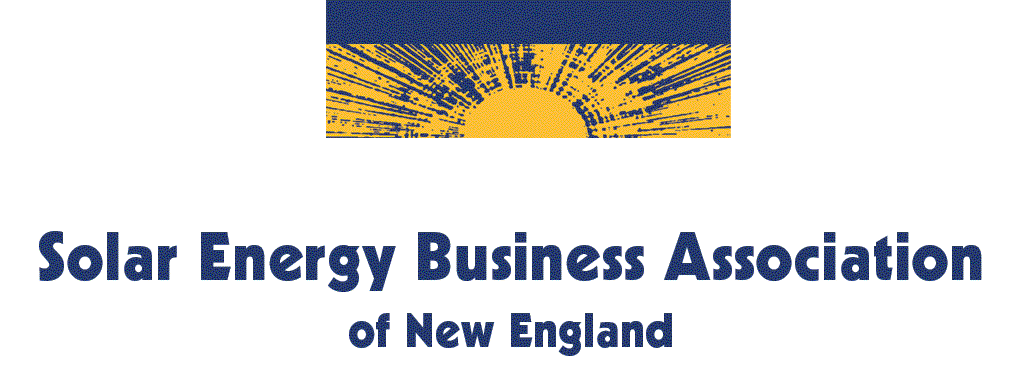 Solar Energy Business Association
of New England